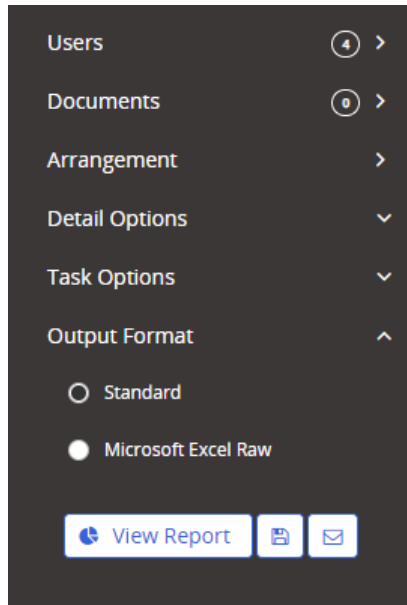 Users 4
Documents 0
Arrangement
Detail Options
Task Options
Output Format
Standard
Microsoft Excel Raw
View Report